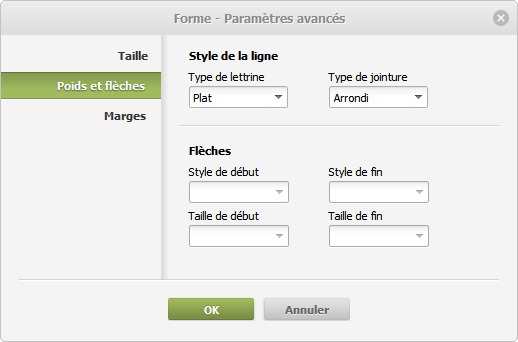 Forme - Paramètres avancés
Taille
Poids et flèches
Marges
Style de la ligne
Type de lettrine Type de jointure
Plat Arrondi
Flèches
Style de début Style de fin
Taille de début Taille de fin
OK Annuler